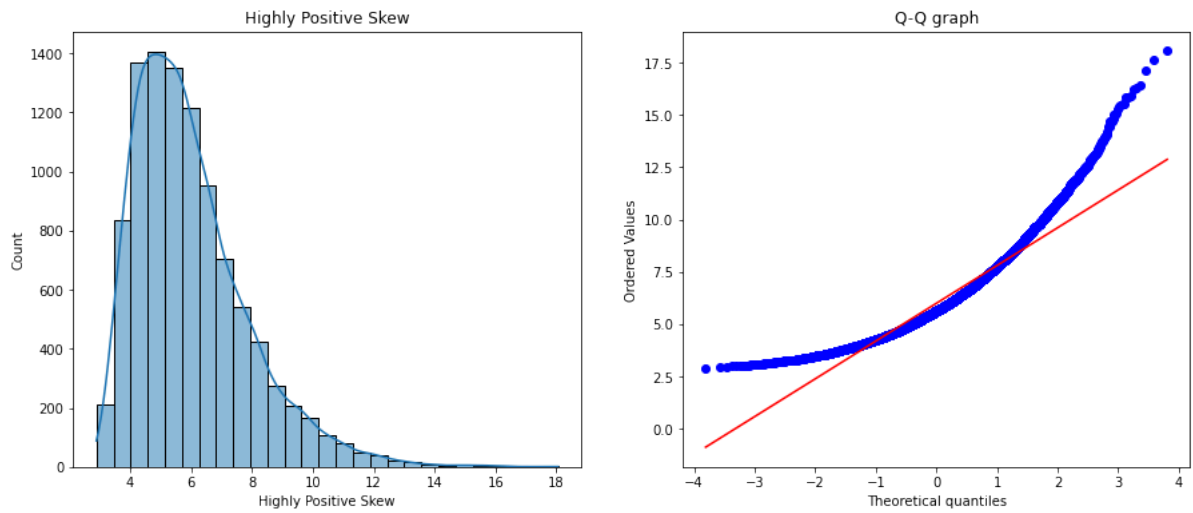 Highly Positive Skew
1400
1200
1000
800
600
400
200
0
Count
4 6 8 10 12 14 16 18
Highly Positive Skew
Q-Q graph
17.5
15.0
12.5
10.0
7.5
5.0
2.5
0.0
Ordered Values
−4 −3 −2 −1 0 1 2 3 4
Theoretical quantiles